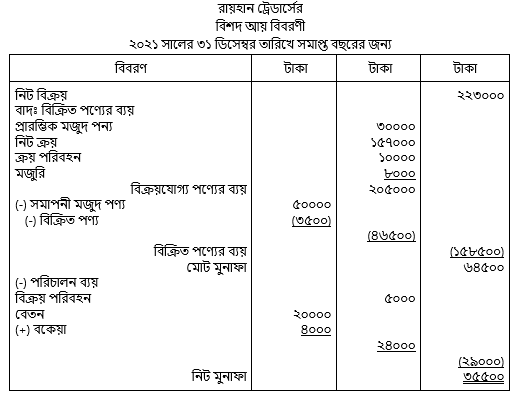 রায়হান ট্রেডার্সের
বিশদ আয় বিবরণী
২০২১ সালের ৩১ ডিসেম্বর তারিখে সমাপ্ত বছরের জন্য
বিবরণ টাকা টাকা টাকা
নিট বিক্রয় ২২৩০০০
বাদঃ বিক্রিত পণ্যের ব্যয়
প্রারম্ভিক মজুদ পন্য ৩০০০০
নিট ক্রয় ১৫৭০০০
ক্রয় পরিবহন ১০০০০
মজুরি ৮০০০
বিক্রয়যোগ্য পণ্যের ব্যয় ২০৫০০০
(-) সমাপনী মজুদ পণ্য ৫০০০০
(-) বিক্রিত পণ্য (৩৫০০)
(৪৬৫০০)
বিক্রিত পণ্যের ব্যয় (১৫৮৫০০)
মোট মুনাফা ৬৪৫০০
(-) পরিচালন ব্যয়
বিক্রয় পরিবহন ৫০০০
বেতন ২০০০০
(+) বকেয়া ৪০০০
২৪০০০
(২৯০০০)
নিট মুনাফা ৩৫৫০০